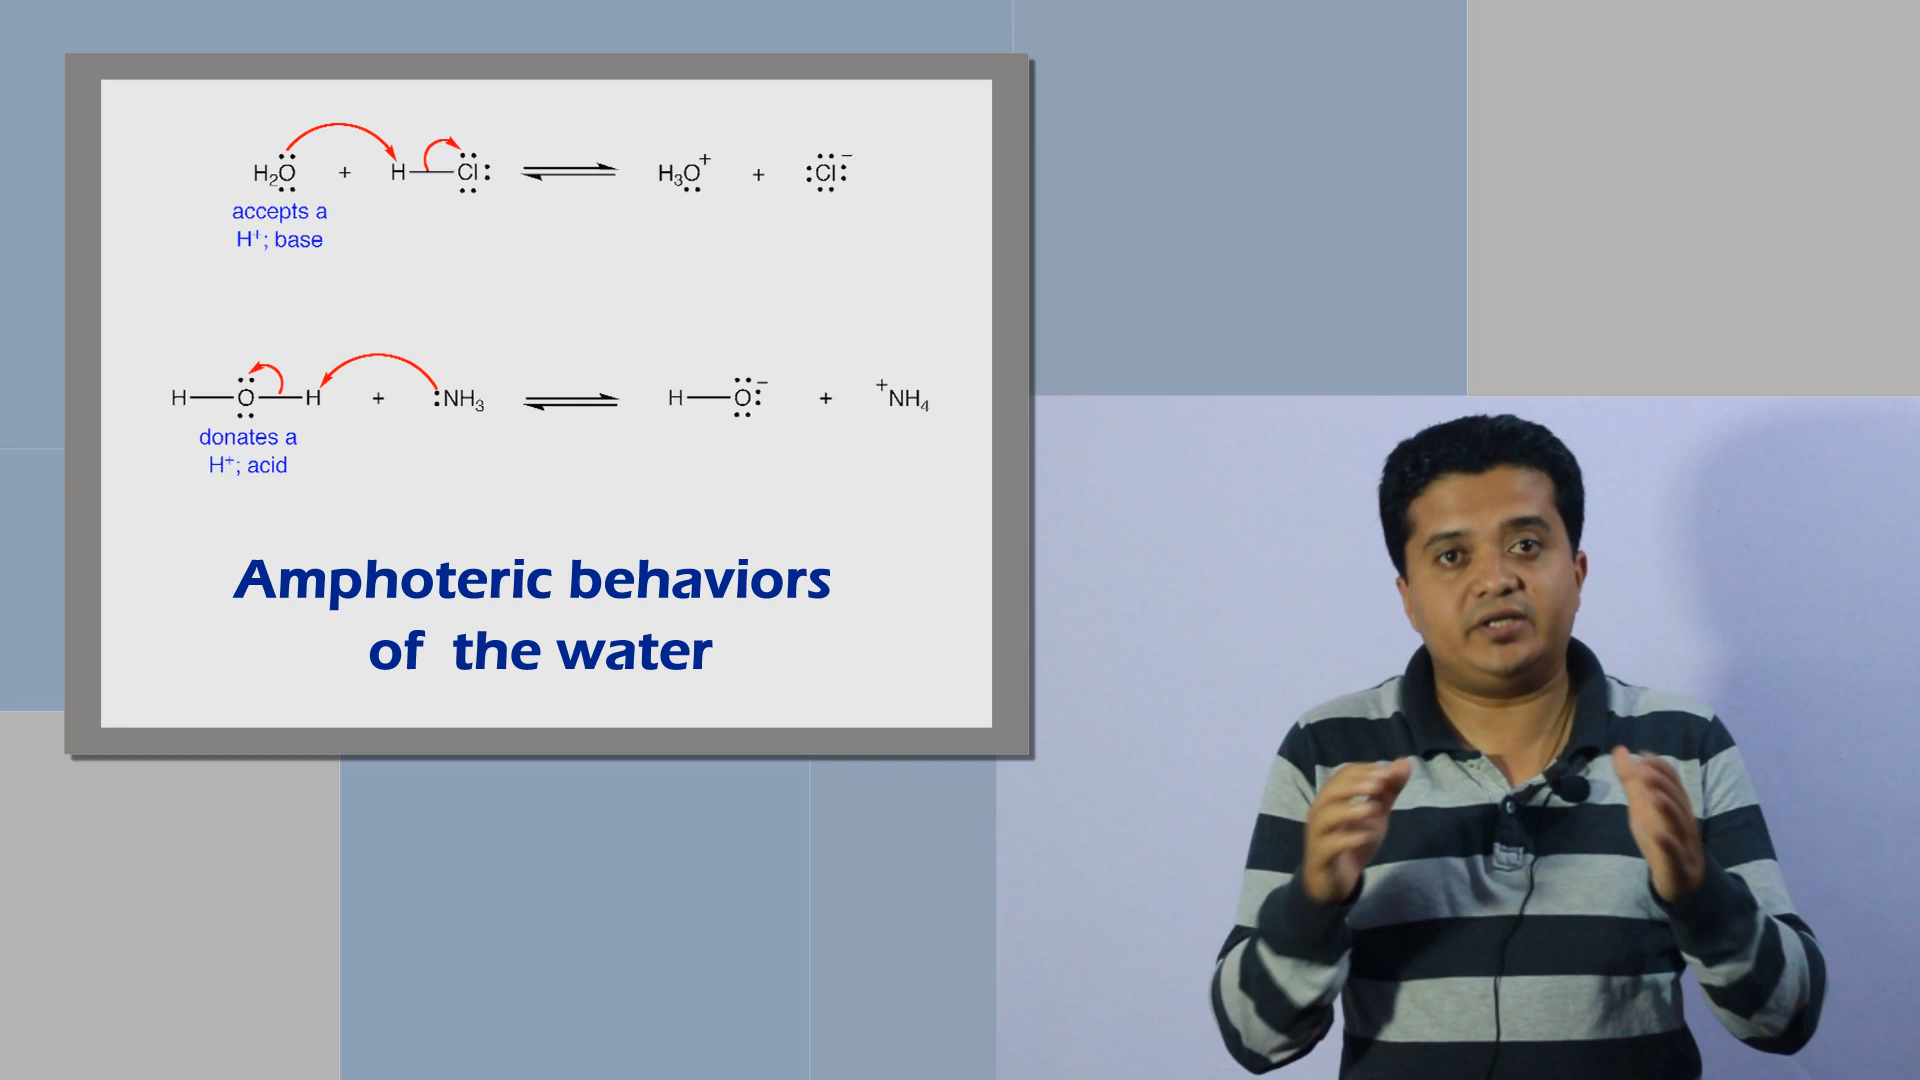 H₂O + H—Cl ⇌ H₃O⁺ + Cl⁻
accepts a
H⁺; base
H—O—H + :NH₃ ⇌ H—O⁻ + ⁺NH₄
donates a
H⁺; acid
Amphoteric behaviors
of the water